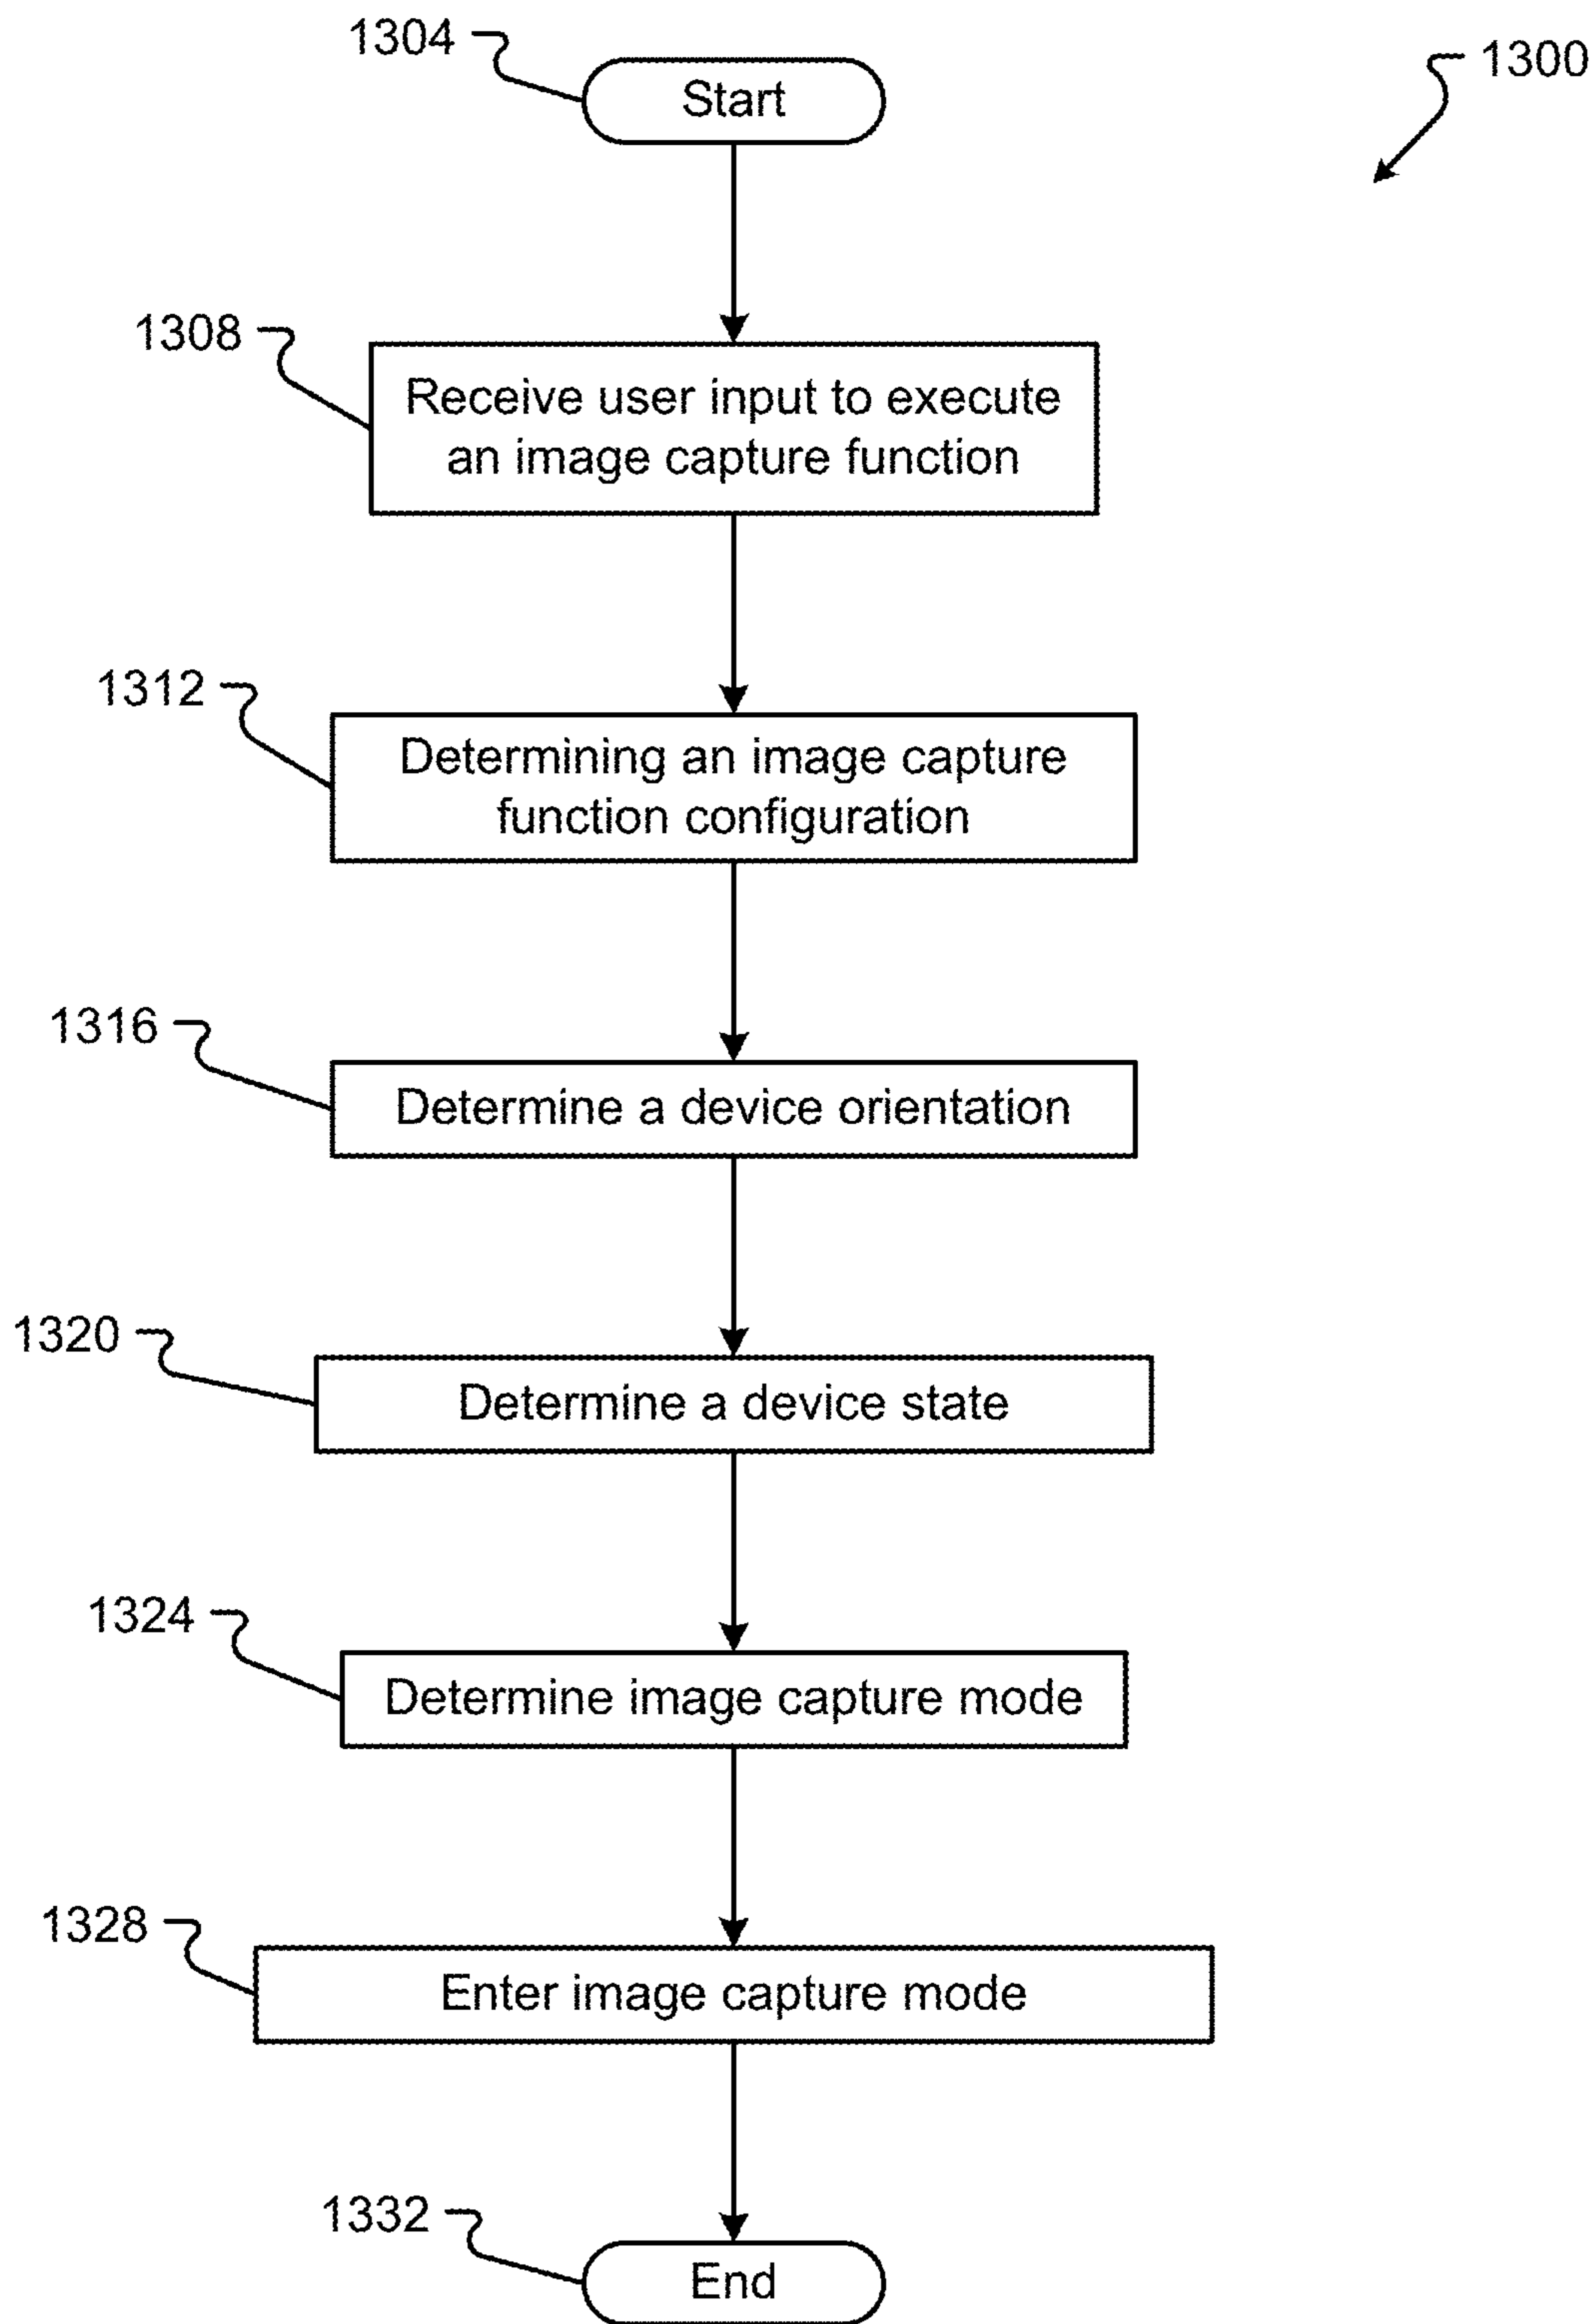 1304
Start
1300
1308
Receive user input to execute
an image capture function
1312
Determining an image capture
function configuration
1316
Determine a device orientation
1320
Determine a device state
1324
Determine image capture mode
1328
Enter image capture mode
1332
End